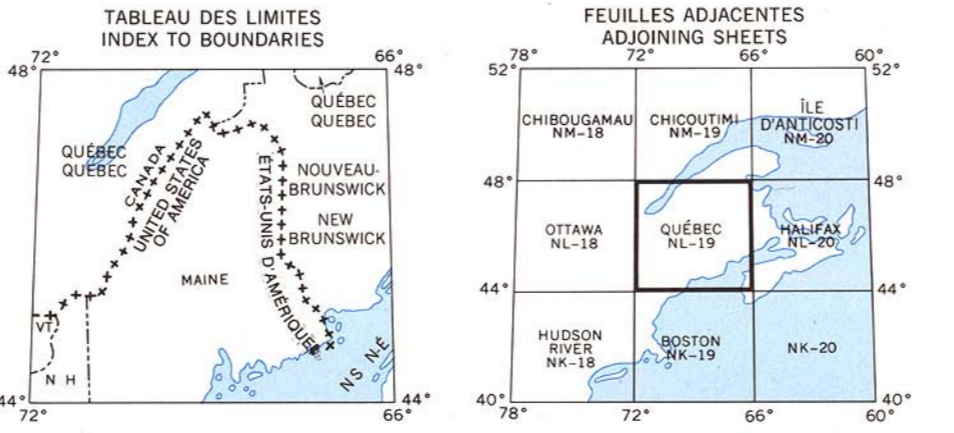 TABLEAU DES LIMITES
INDEX TO BOUNDARIES
72°
66°
48°
48°
QUÉBEC
QUEBEC
QUÉBEC
QUEBEC
CANADA
UNITED STATES
OF AMERICA
ÉTATS-UNIS D'AMÉRIQUE
NOUVEAU-
BRUNSWICK
NEW
BRUNSWICK
MAINE
VT
N H
NS N-É
44°
44°
72°
66°
FEUILLES ADJACENTES
ADJOINING SHEETS
78°
72°
66°
60°
52°
52°
CHIBOUGAMAU
NM-18
CHICOUTIMI
NM-19
ÎLE
D'ANTICOSTI
NM-20
48°
48°
OTTAWA
NL-18
QUÉBEC
NL-19
HALIFAX
NL-20
44°
44°
HUDSON
RIVER
NK-18
BOSTON
NK-19
NK-20
40°
40°
78°
72°
66°
60°